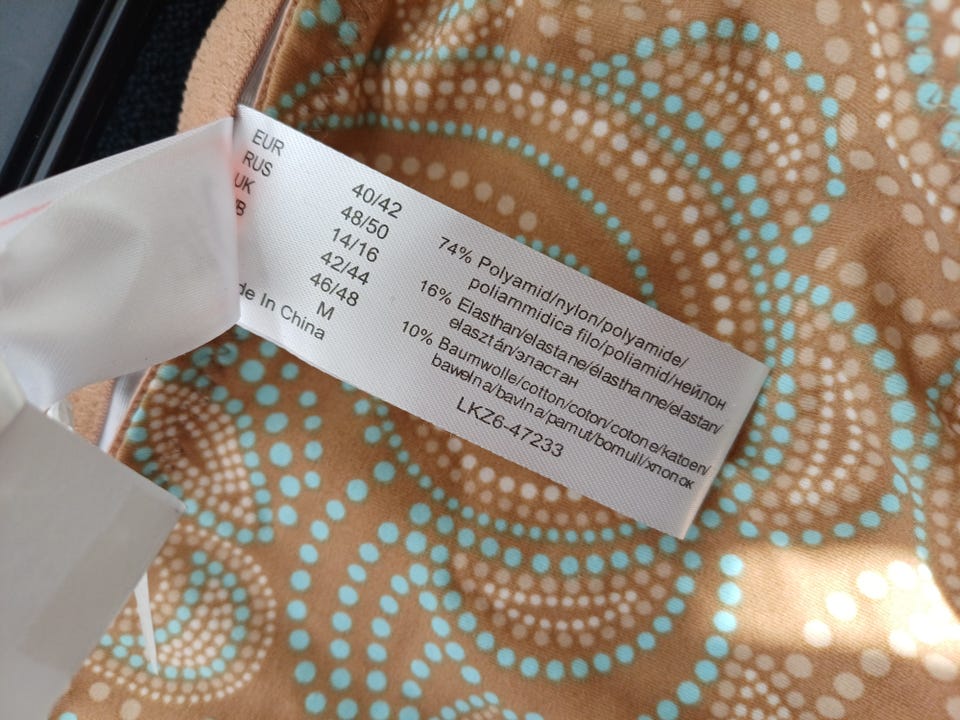 EUR 40/42
RUS 48/50
UK 14/16
42/44
46/48
M
Made In China
74% Polyamid/nylon/polyamide/
poliammidica filo/poliamid/нейлон
16% Elasthan/elastane/élasthanne/elastan/
elasztán/эластан
10% Baumwolle/cotton/coton/cotone/katoen/
bawełna/bavlna/pamut/bomull/хлопок
LKZ6-47233